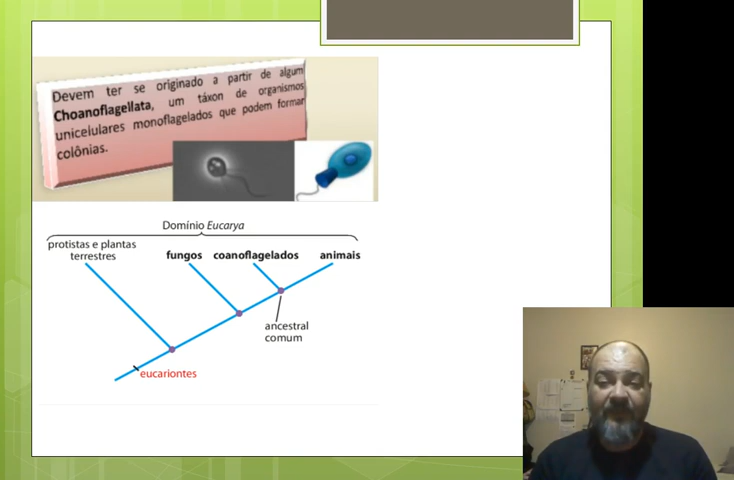 Devem ter se originado a partir de algum
Choanoflagellata, um táxon de organismos
unicelulares monoflagelados que podem formar
colônias.
Domínio Eucarya
protistas e plantas
terrestres
fungos
coanoflagelados
animais
ancestral
comum
eucariontes